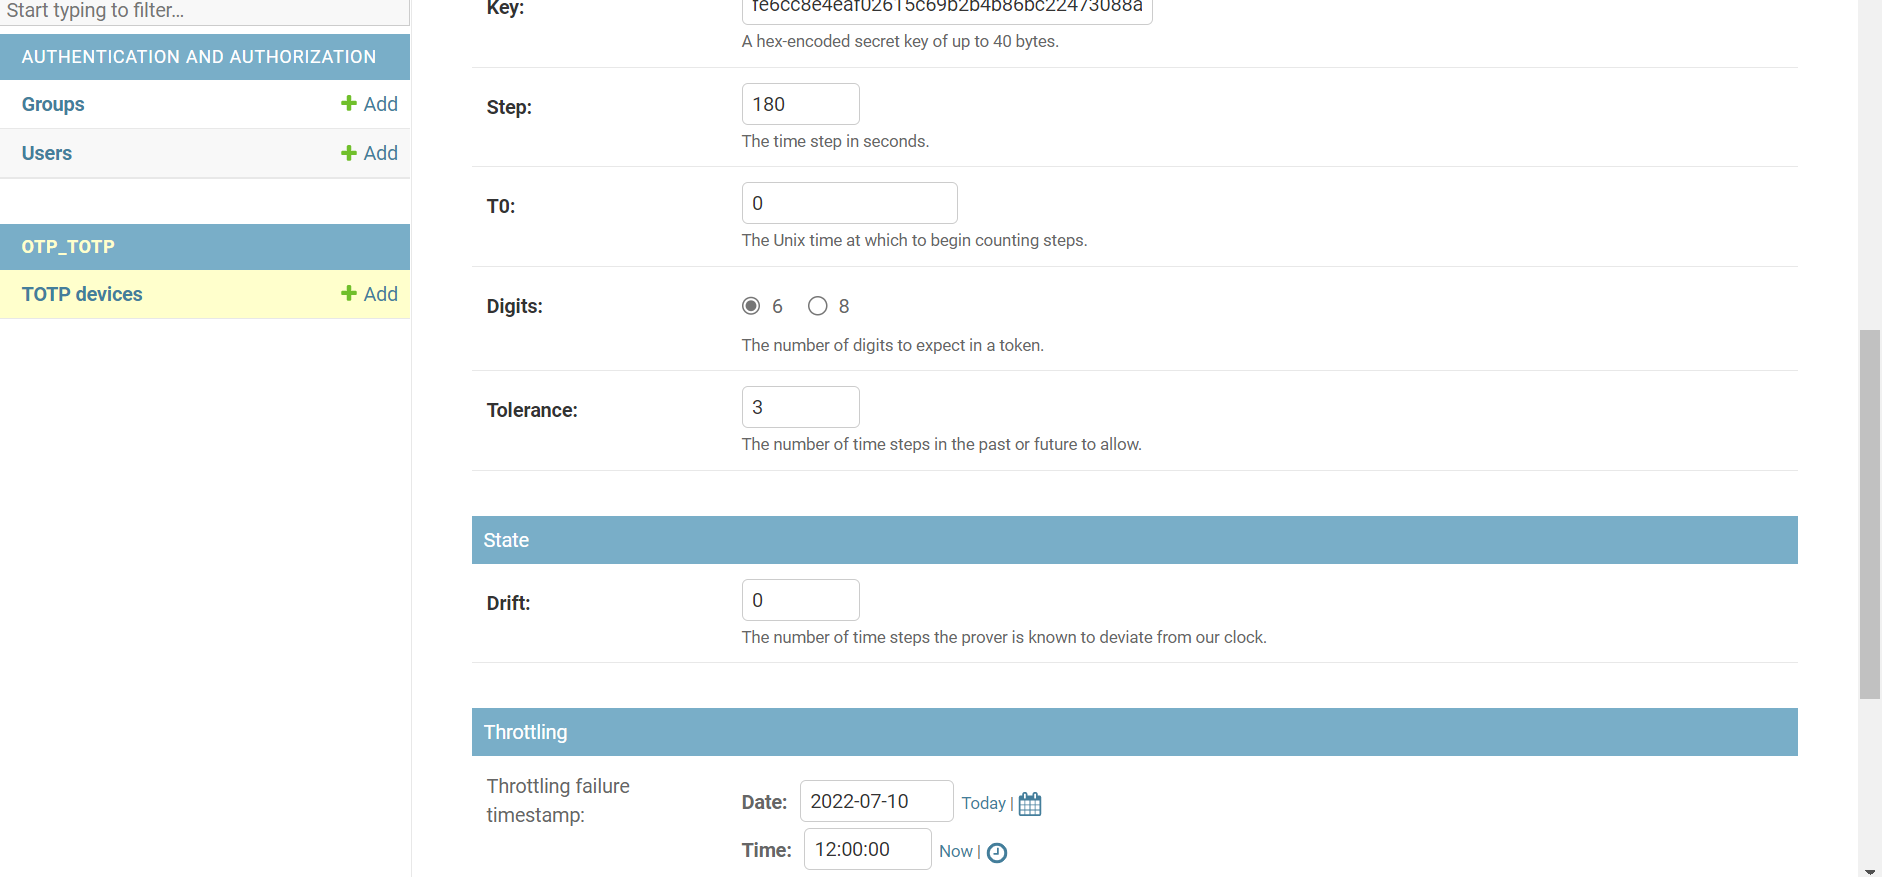 Start typing to filter...
AUTHENTICATION AND AUTHORIZATION
Groups
Add
Users
Add
OTP_TOTP
TOTP devices
Add
Key:
fe6cc8e4eaf02615c69b2b4b86bc22473088a
A hex-encoded secret key of up to 40 bytes.
Step:
180
The time step in seconds.
T0:
0
The Unix time at which to begin counting steps.
Digits:
6
8
The number of digits to expect in a token.
Tolerance:
3
The number of time steps in the past or future to allow.
State
Drift:
0
The number of time steps the prover is known to deviate from our clock.
Throttling
Throttling failure
timestamp:
Date: 2022-07-10 Today |
Time: 12:00:00 Now |